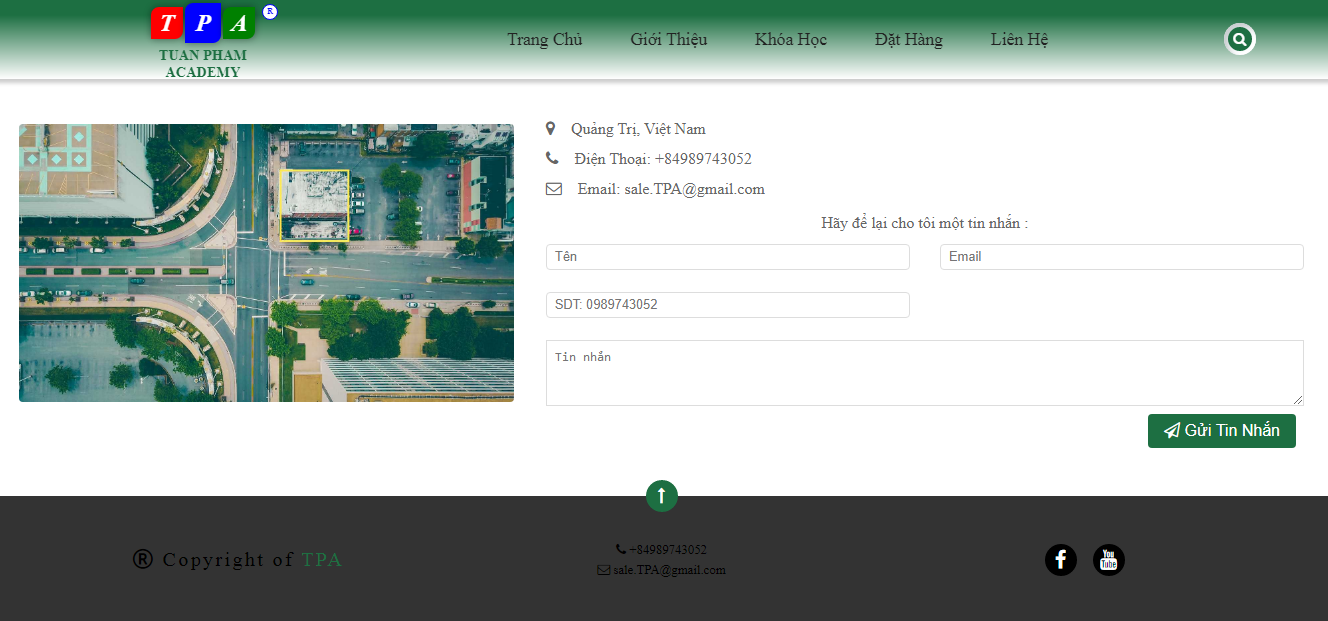 T P A ®
TUAN PHAM
ACADEMY
Trang Chủ Giới Thiệu Khóa Học Đặt Hàng Liên Hệ
Quảng Trị, Việt Nam
Điện Thoại: +84989743052
Email: sale.TPA@gmail.com
Hãy để lại cho tôi một tin nhắn :
Tên
Email
SDT: 0989743052
Tin nhắn
Gửi Tin Nhắn
® Copyright of TPA
+84989743052
sale.TPA@gmail.com
f
You
Tube